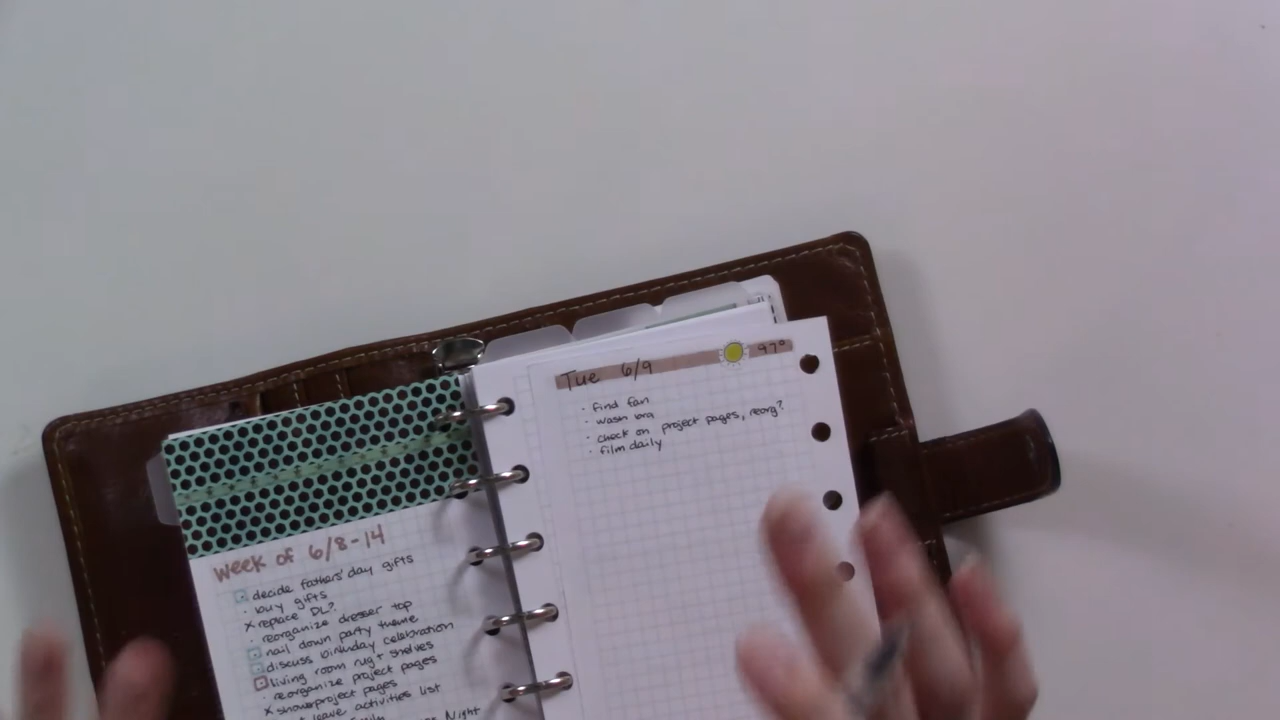 week of 6/8-14
decide fathers' day gifts
· buy gifts
x replace DL?
· reorganize dresser top
nail down party theme
discuss birthday celebration
living room rug + shelves
· reorganize project pages
x show project pages
leave activities list
Night
Tue 6/9 97°
· find fan
· wash bra
· check on project pages, reorg?
· film daily